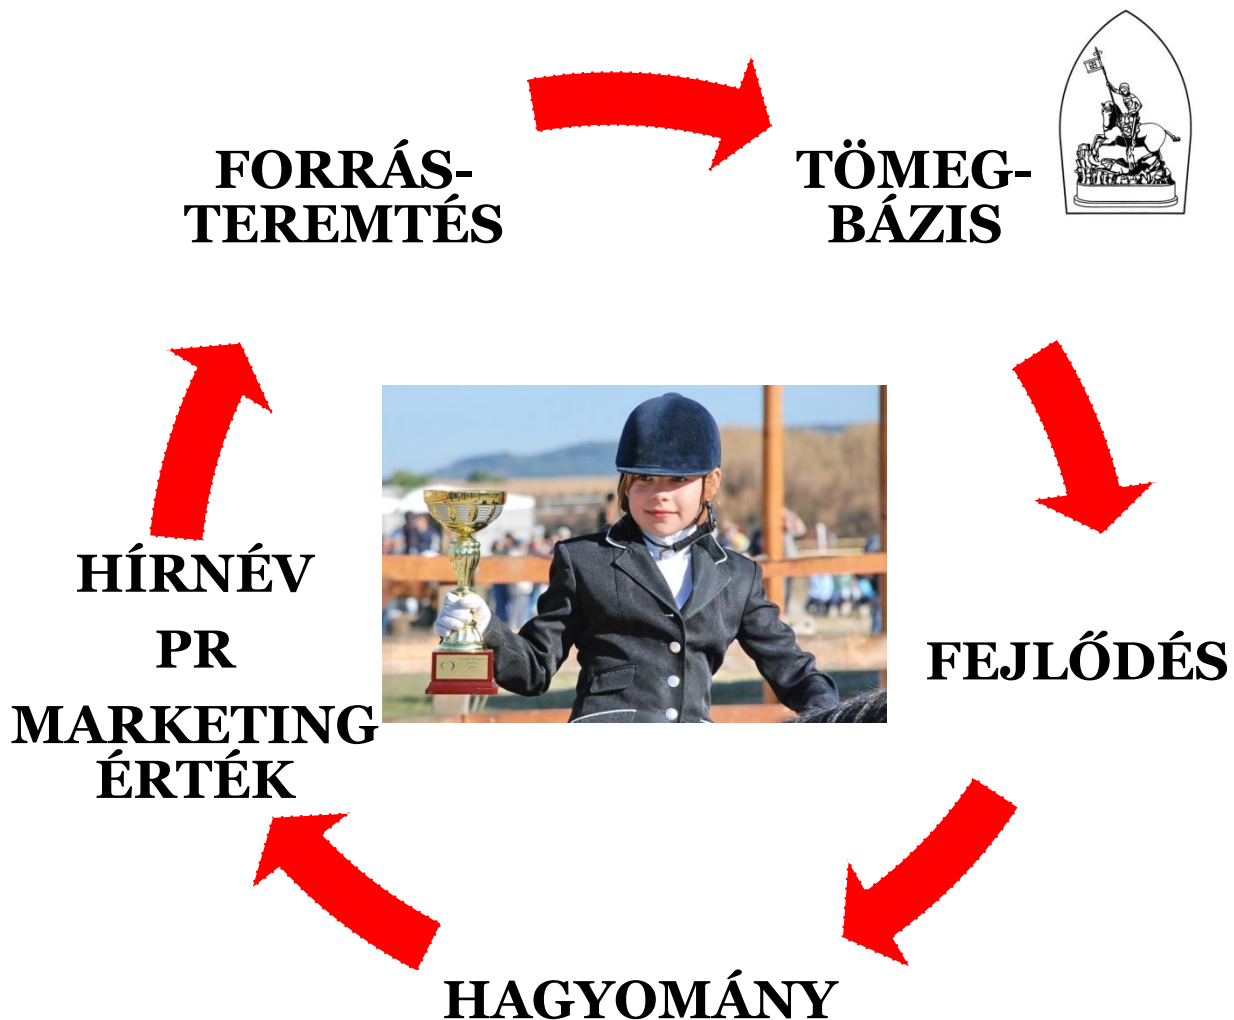 FORRÁS-
TEREMTÉS
TÖMEG-
BÁZIS
FEJLŐDÉS
HAGYOMÁNY
HÍRNÉV
PR
MARKETING
ÉRTÉK